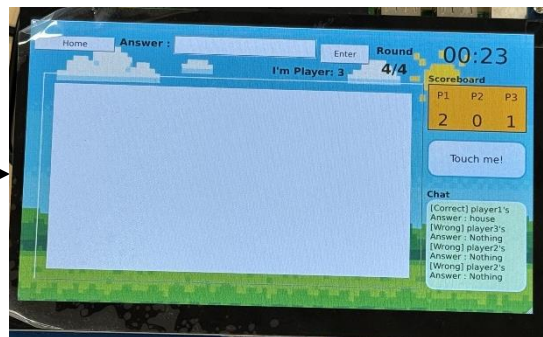 Home
Answer :
Enter
Round
4/4
00:23
I'm Player: 3
Scoreboard
P1 P2 P3
2 0 1
Touch me!
Chat
[Correct] player1's
Answer : house
[Wrong] player3's
Answer : Nothing
[Wrong] player2's
Answer : Nothing
[Wrong] player2's
Answer : Nothing